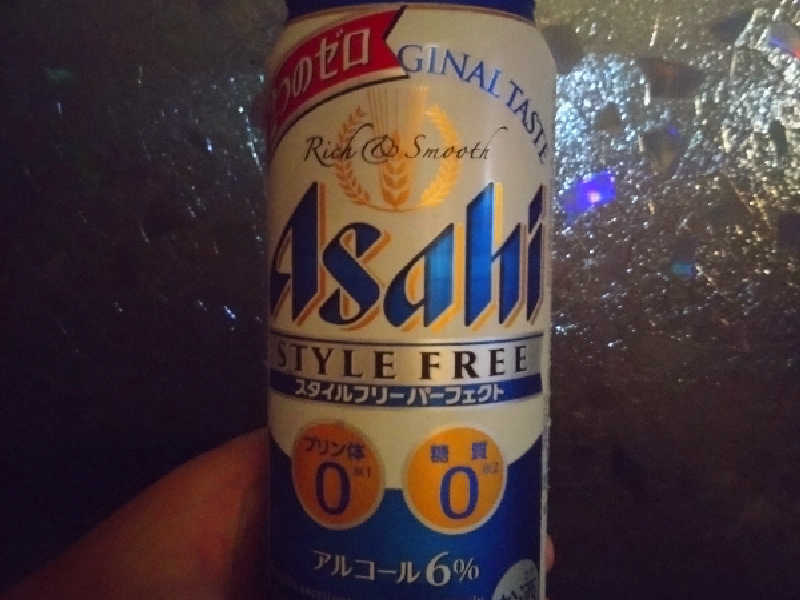 つのゼロ
GINAL TASTE
Rich & Smooth
Asahi
STYLE FREE
スタイルフリーパーフェクト
プリン体 糖質
0 ※1 0 ※2
アルコール6%